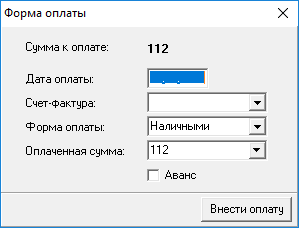 Форма оплаты
Сумма к оплате: 112
Дата оплаты:
Счет-фактура:
Форма оплаты: Наличными
Оплаченная сумма: 112
Аванс
Внести оплату